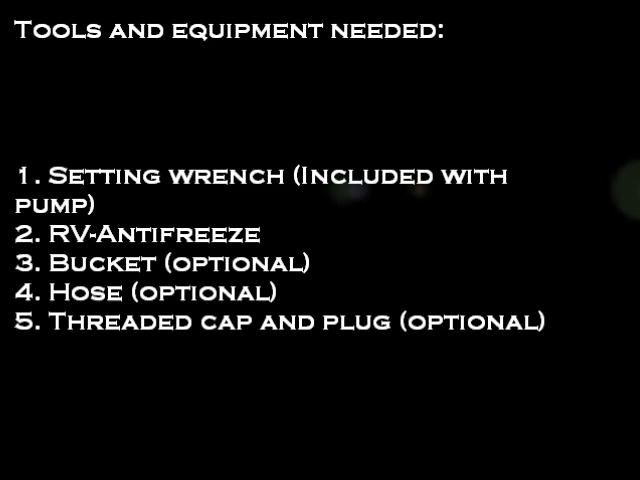 Tools and equipment needed:
1. Setting wrench (Included with
pump)
2. RV-Antifreeze
3. Bucket (optional)
4. Hose (optional)
5. Threaded cap and plug (optional)